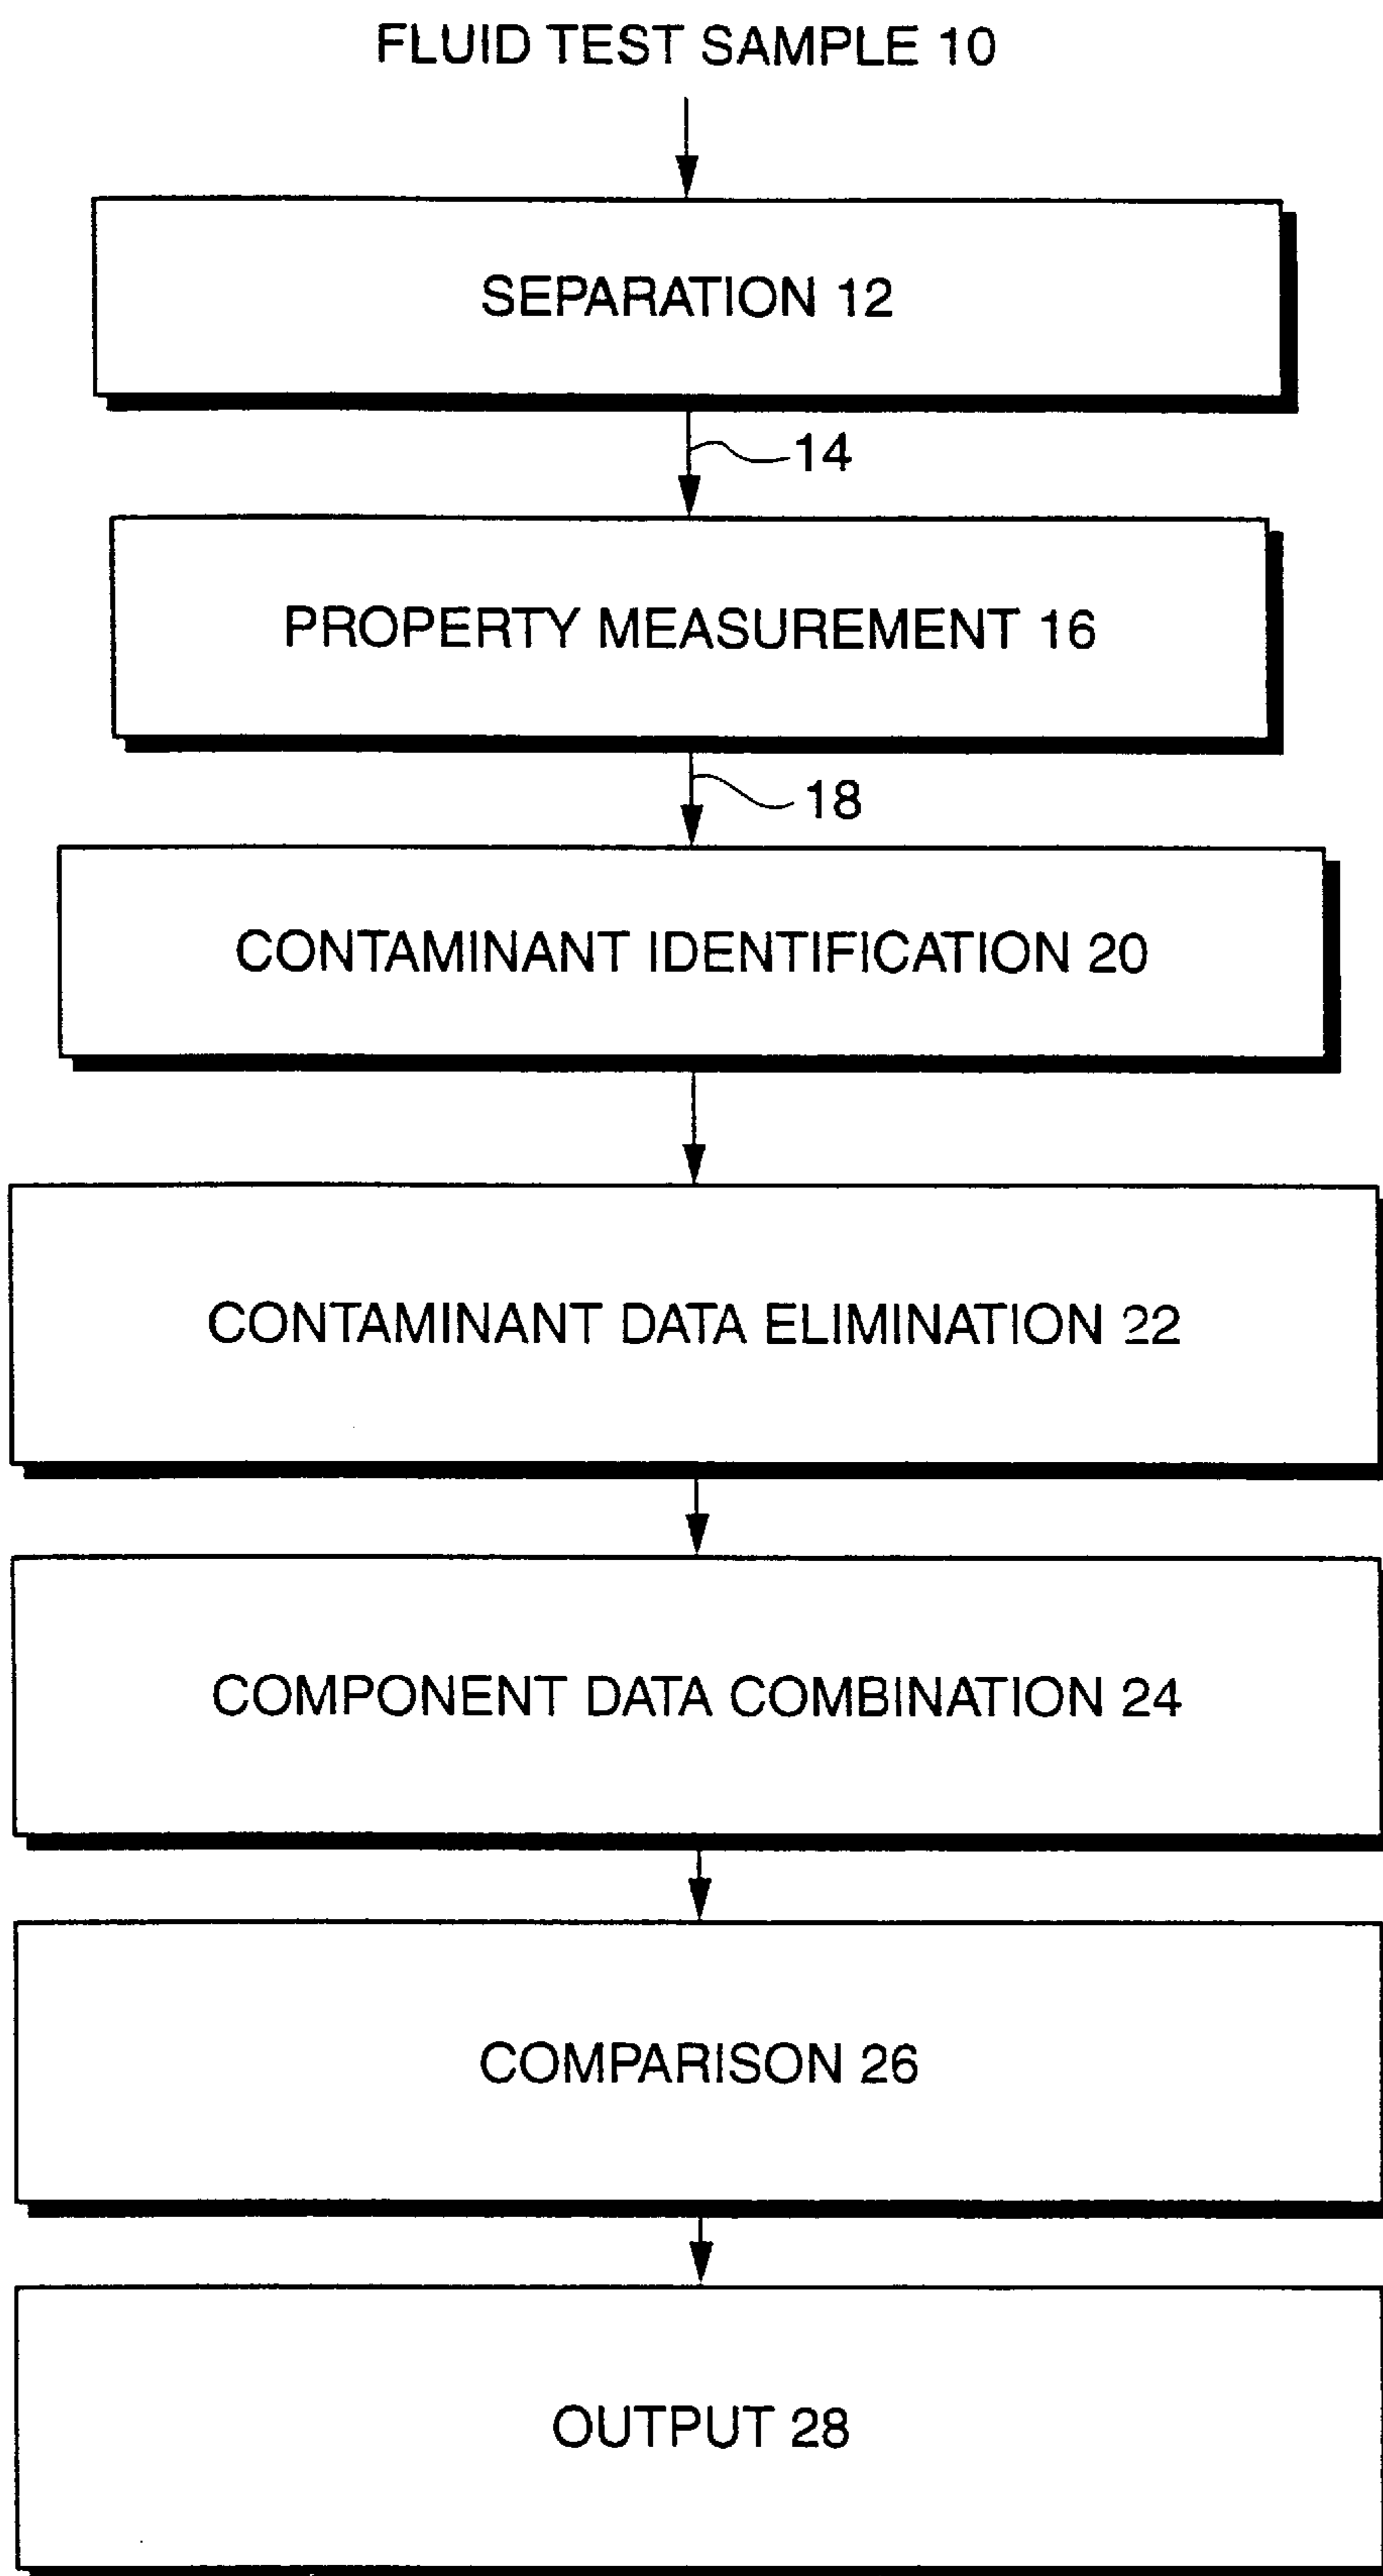 FLUID TEST SAMPLE 10
SEPARATION 12
14
PROPERTY MEASUREMENT 16
18
CONTAMINANT IDENTIFICATION 20
CONTAMINANT DATA ELIMINATION 22
COMPONENT DATA COMBINATION 24
COMPARISON 26
OUTPUT 28